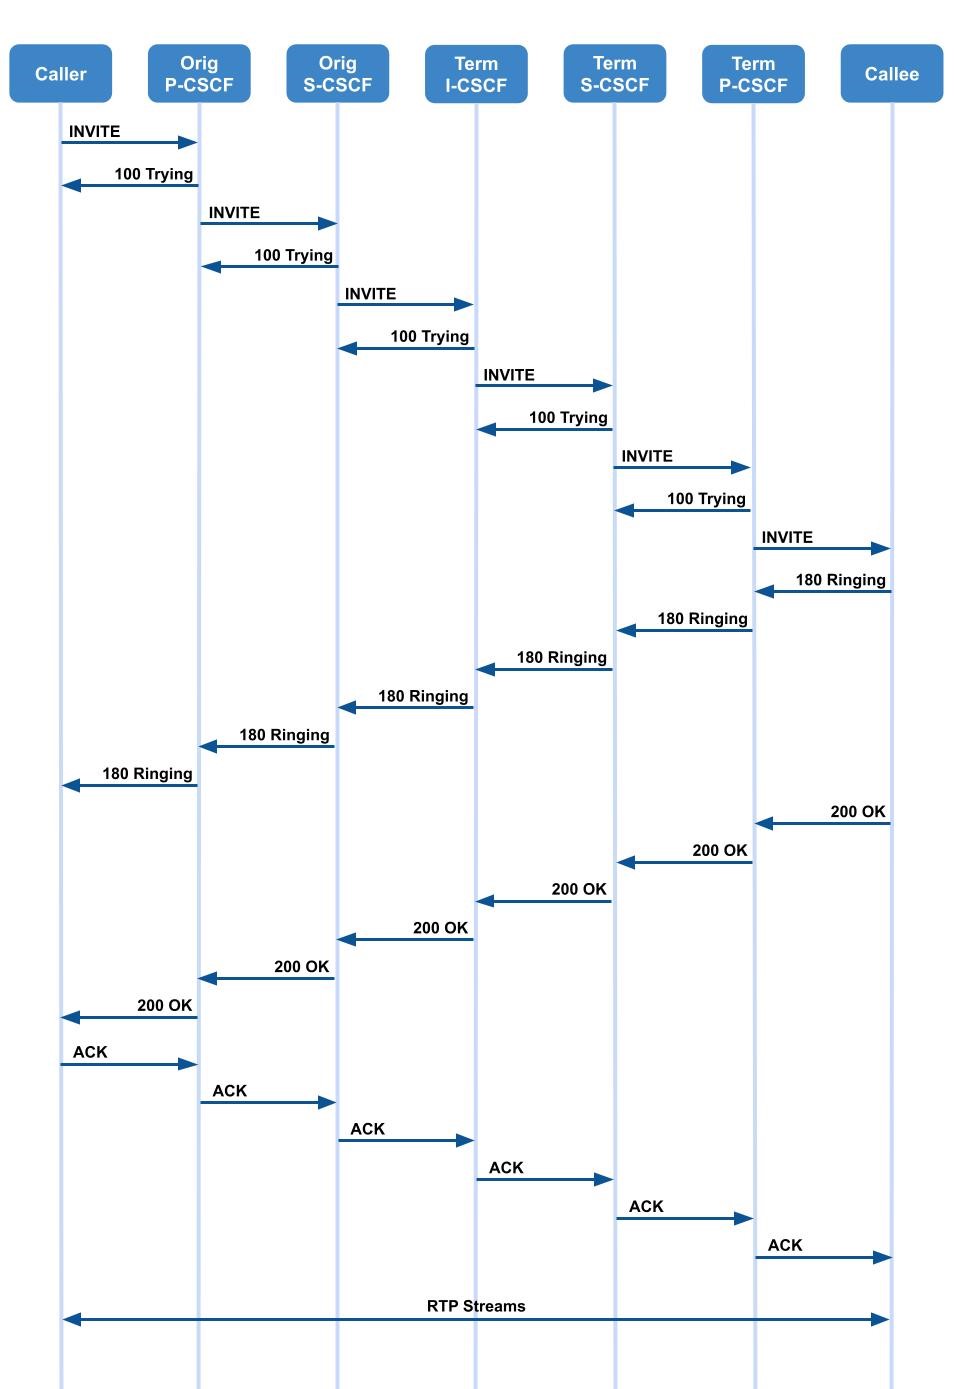 Caller
Orig
P-CSCF
Orig
S-CSCF
Term
I-CSCF
Term
S-CSCF
Term
P-CSCF
Callee
INVITE
100 Trying
INVITE
100 Trying
INVITE
100 Trying
INVITE
100 Trying
INVITE
100 Trying
INVITE
180 Ringing
180 Ringing
180 Ringing
180 Ringing
180 Ringing
180 Ringing
200 OK
200 OK
200 OK
200 OK
200 OK
200 OK
ACK
ACK
ACK
ACK
ACK
ACK
RTP Streams